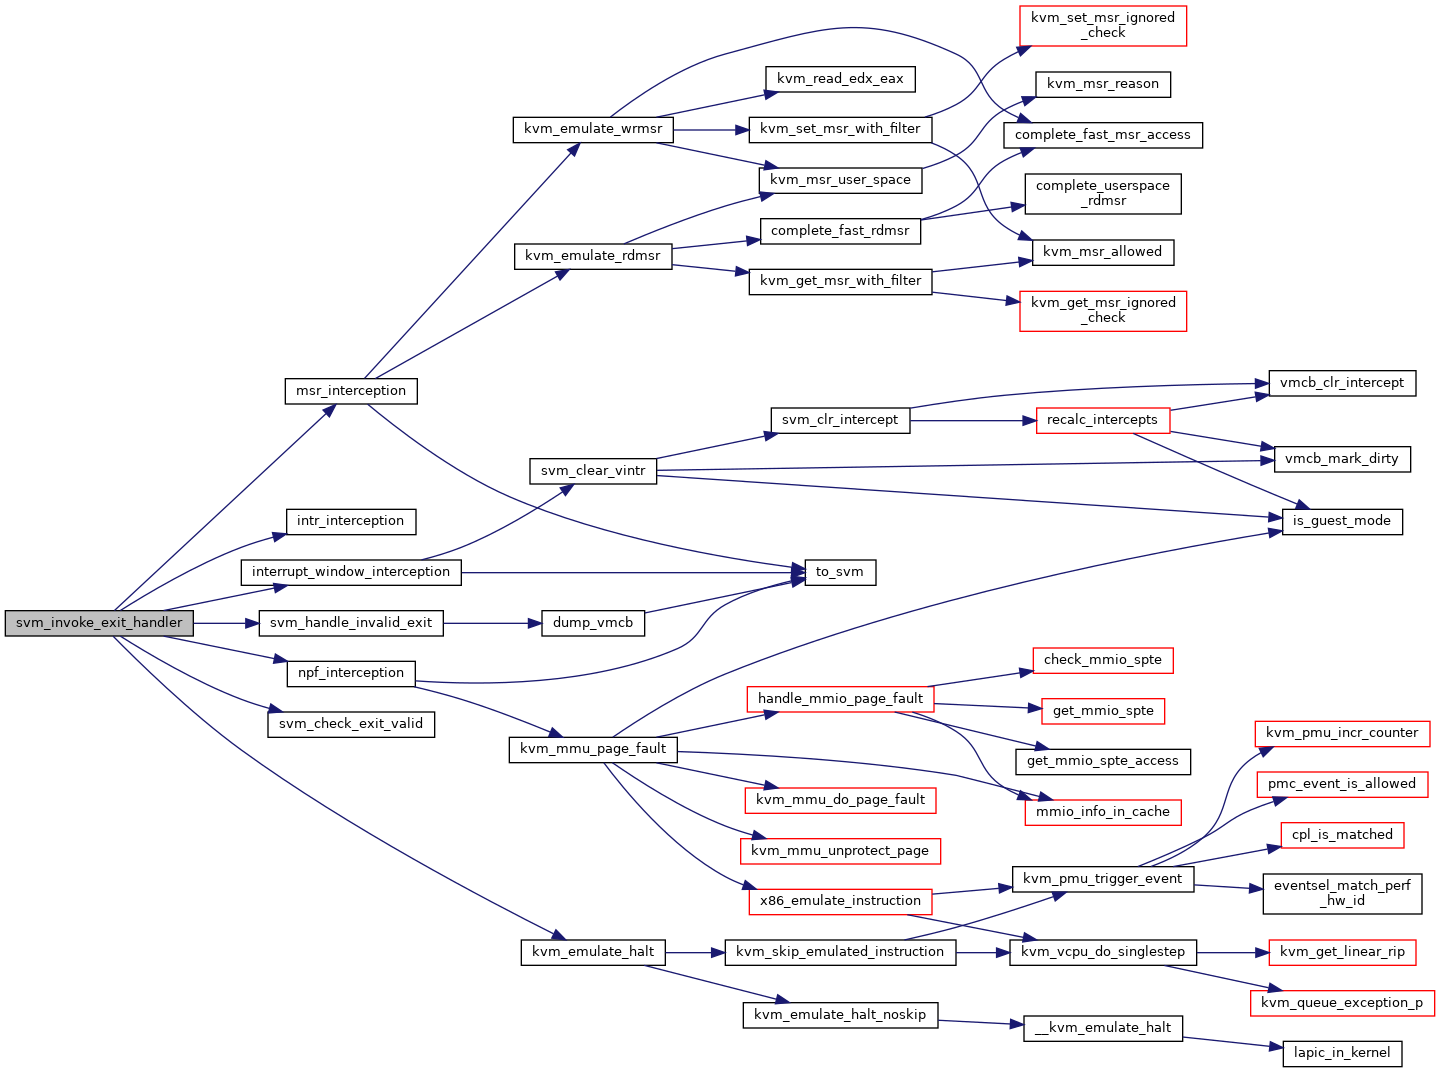 kvm_set_msr_ignored
_check
kvm_read_edx_eax
kvm_msr_reason
kvm_emulate_wrmsr
kvm_set_msr_with_filter
complete_fast_msr_access
kvm_msr_user_space
complete_userspace
_rdmsr
complete_fast_rdmsr
kvm_emulate_rdmsr
kvm_msr_allowed
kvm_get_msr_with_filter
kvm_get_msr_ignored
_check
msr_interception
vmcb_clr_intercept
svm_clr_intercept
recalc_intercepts
svm_clear_vintr
vmcb_mark_dirty
intr_interception
is_guest_mode
interrupt_window_interception
to_svm
svm_invoke_exit_handler
svm_handle_invalid_exit
dump_vmcb
npf_interception
check_mmio_spte
handle_mmio_page_fault
get_mmio_spte
svm_check_exit_valid
kvm_mmu_page_fault
get_mmio_spte_access
kvm_pmu_incr_counter
kvm_mmu_do_page_fault
mmio_info_in_cache
pmc_event_is_allowed
kvm_mmu_unprotect_page
cpl_is_matched
kvm_pmu_trigger_event
x86_emulate_instruction
eventsel_match_perf
_hw_id
kvm_emulate_halt
kvm_skip_emulated_instruction
kvm_vcpu_do_singlestep
kvm_get_linear_rip
kvm_queue_exception_p
kvm_emulate_halt_noskip
__kvm_emulate_halt
lapic_in_kernel